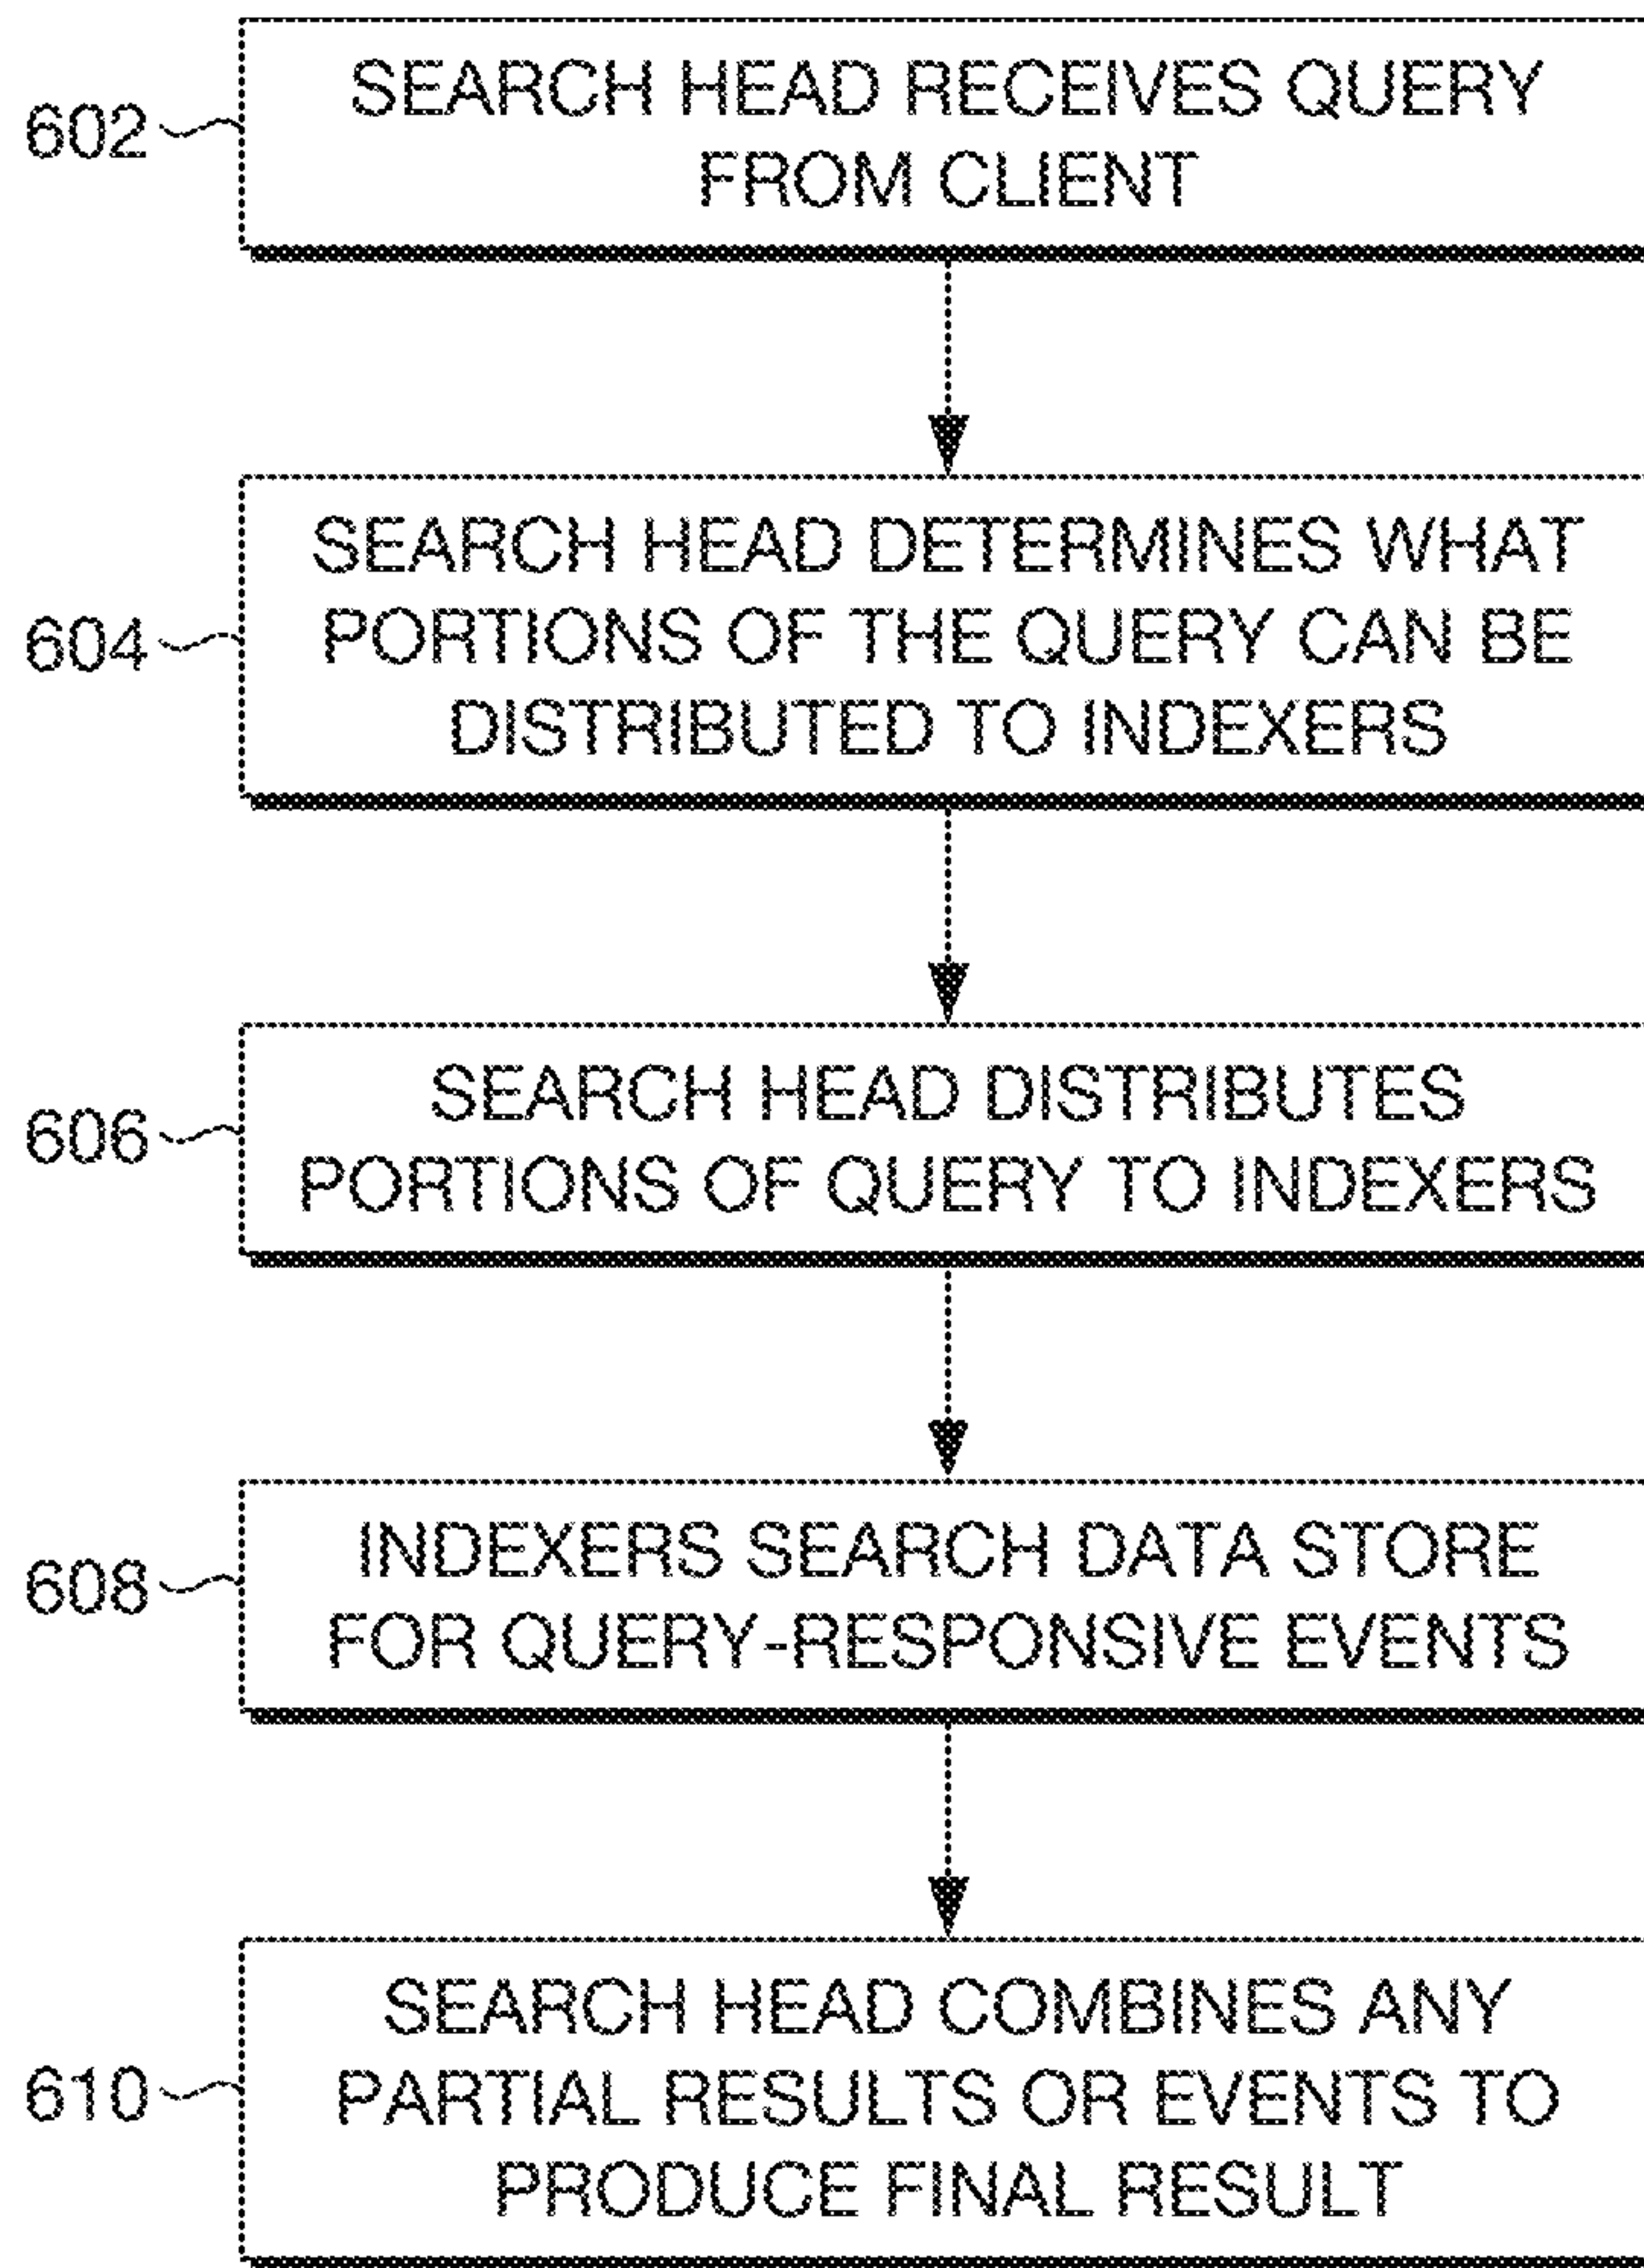 602
SEARCH HEAD RECEIVES QUERY
FROM CLIENT
604
SEARCH HEAD DETERMINES WHAT
PORTIONS OF THE QUERY CAN BE
DISTRIBUTED TO INDEXERS
606
SEARCH HEAD DISTRIBUTES
PORTIONS OF QUERY TO INDEXERS
608
INDEXERS SEARCH DATA STORE
FOR QUERY-RESPONSIVE EVENTS
610
SEARCH HEAD COMBINES ANY
PARTIAL RESULTS OR EVENTS TO
PRODUCE FINAL RESULT